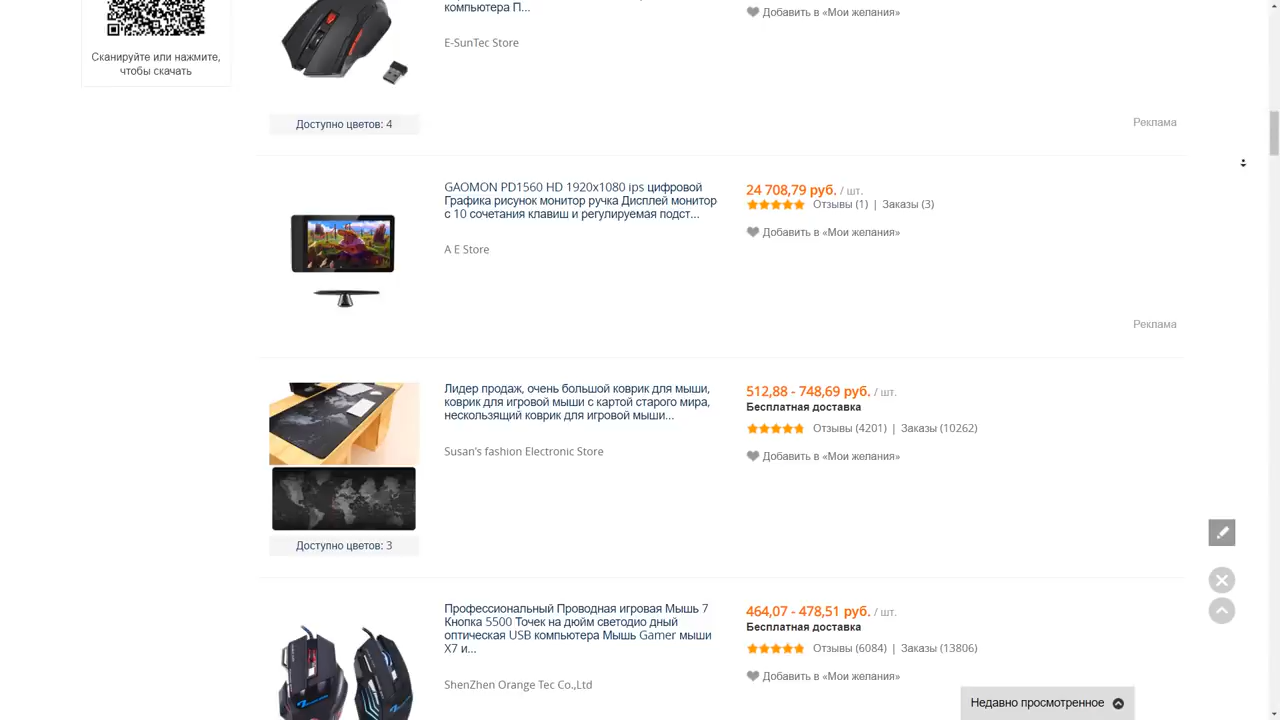 компьютера П...
Добавить в «Мои желания»
E-SunTec Store
Сканируйте или нажмите,
чтобы скачать
Доступно цветов: 4
Реклама
GAOMON PD1560 HD 1920x1080 ips цифровой
Графика рисунок монитор ручка Дисплей монитор
с 10 сочетания клавиш и регулируемая подст...
24 708,79 руб. / шт.
Отзывы (1) | Заказы (3)
Добавить в «Мои желания»
A E Store
Реклама
Лидер продаж, очень большой коврик для мыши,
коврик для игровой мыши с картой старого мира,
нескользящий коврик для игровой мыши...
512,88 - 748,69 руб. / шт.
Бесплатная доставка
Отзывы (4201) | Заказы (10262)
Добавить в «Мои желания»
Susan's fashion Electronic Store
Доступно цветов: 3
Профессиональный Проводная игровая Мышь 7
Кнопка 5500 Точек на дюйм светодио дный
оптическая USB компьютера Мышь Gamer мыши
X7 и...
464,07 - 478,51 руб. / шт.
Бесплатная доставка
Отзывы (6084) | Заказы (13806)
Добавить в «Мои желания»
ShenZhen Orange Tec Co.,Ltd
Недавно просмотренное